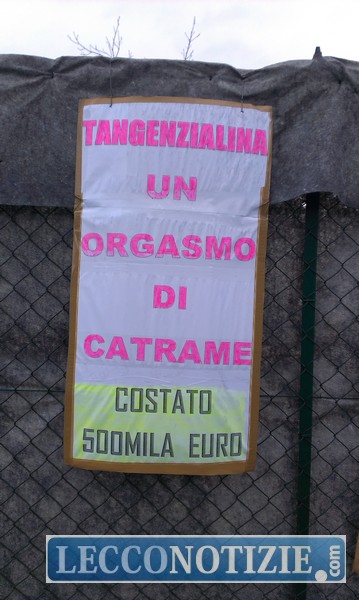 TANGENZIALINA
UN
ORGASMO
DI
CATRAME
COSTATO
500MILA EURO
LECCONOTIZIE.com